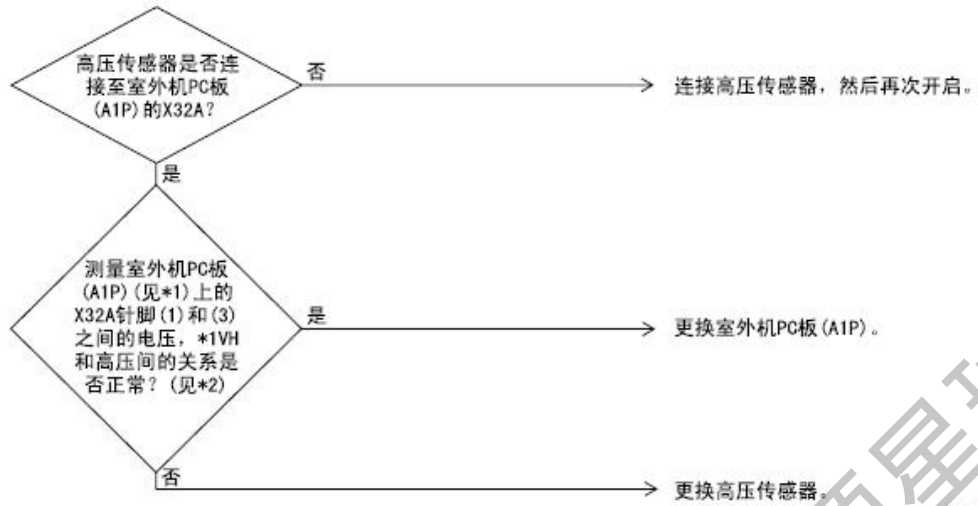 高压传感器是否连
接至室外机PC板
(A1P)的X32A?
否
连接高压传感器，然后再次开启。
是
测量室外机PC板
(A1P)(见*1)上的
X32A针脚(1)和(3)
之间的电压，*1VH
和高压间的关系是
否正常? (见*2)
是
更换室外机PC板(A1P)。
否
更换高压传感器。